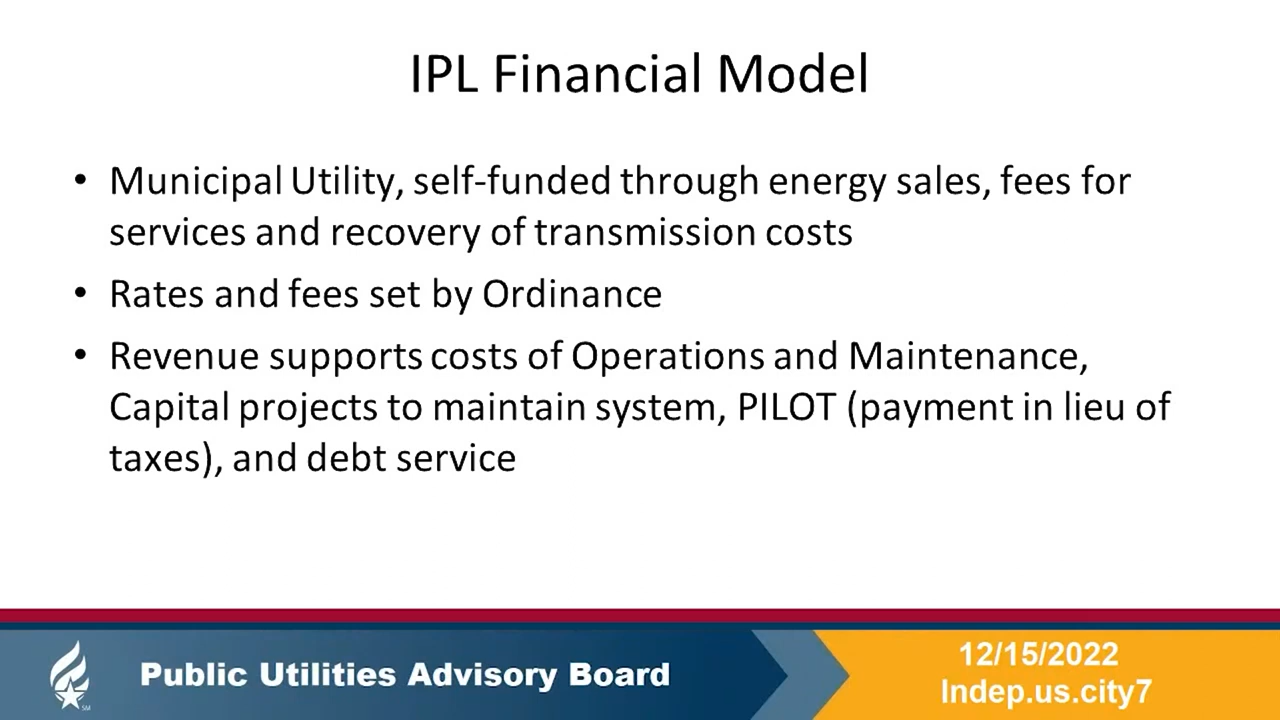 IPL Financial Model
• Municipal Utility, self-funded through energy sales, fees for
services and recovery of transmission costs
• Rates and fees set by Ordinance
• Revenue supports costs of Operations and Maintenance,
Capital projects to maintain system, PILOT (payment in lieu of
taxes), and debt service
Public Utilities Advisory Board
12/15/2022
Indep.us.city7
SM